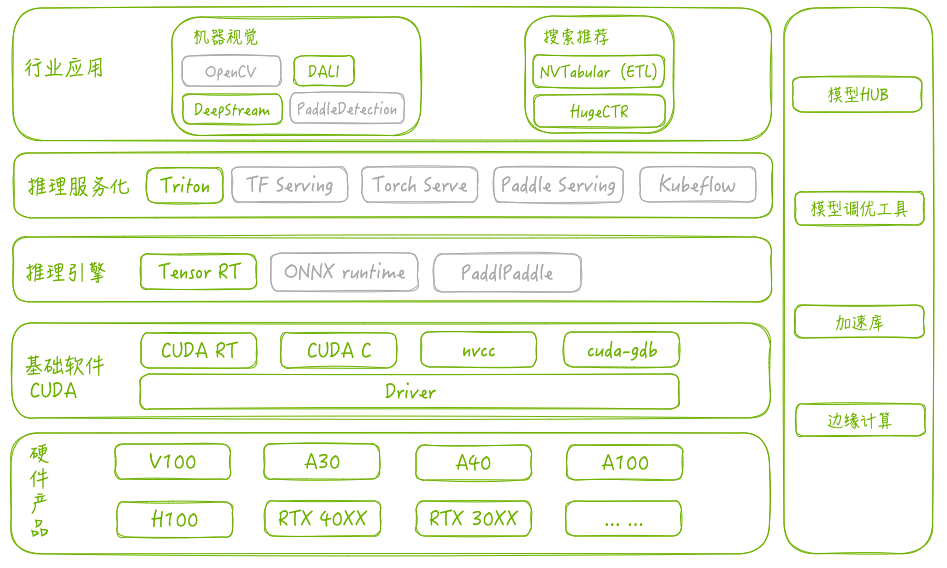 行业应用
机器视觉
OpenCV
DALI
DeepStream
PaddleDetection
搜索推荐
NVTabular (ETL)
HugeCTR
推理服务化
Triton
TF Serving
Torch Serve
Paddle Serving
Kubeflow
推理引擎
Tensor RT
ONNX runtime
PaddlPaddle
基础软件
CUDA
CUDA RT
CUDA C
nvcc
cuda-gdb
Driver
硬件产品
V100
A30
A40
A100
H100
RTX 40XX
RTX 30XX
... ...
模型HUB
模型调优工具
加速库
边缘计算